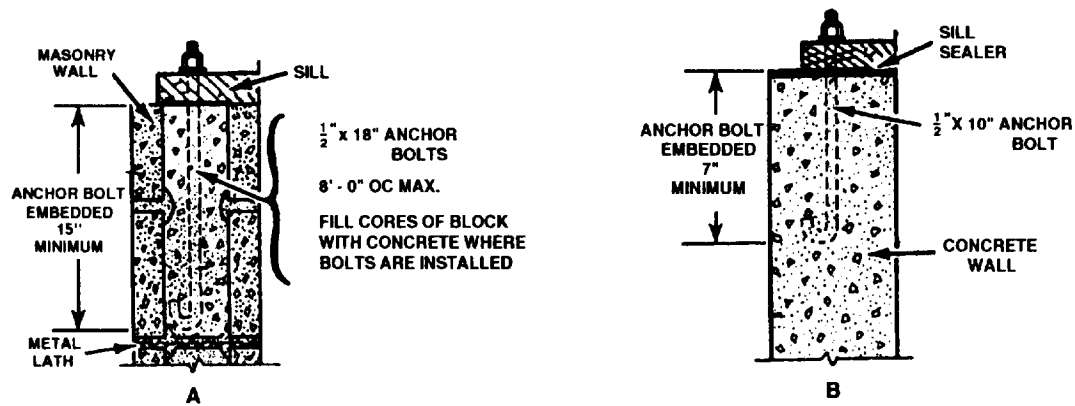 MASONRY
WALL
SILL
ANCHOR BOLT
EMBEDDED
15"
MINIMUM
1/2" X 18" ANCHOR
BOLTS
8' - 0" OC MAX.
FILL CORES OF BLOCK
WITH CONCRETE WHERE
BOLTS ARE INSTALLED
METAL
LATH
A
SILL
SEALER
ANCHOR BOLT
EMBEDDED
7"
MINIMUM
1/2" X 10" ANCHOR
BOLT
CONCRETE
WALL
B